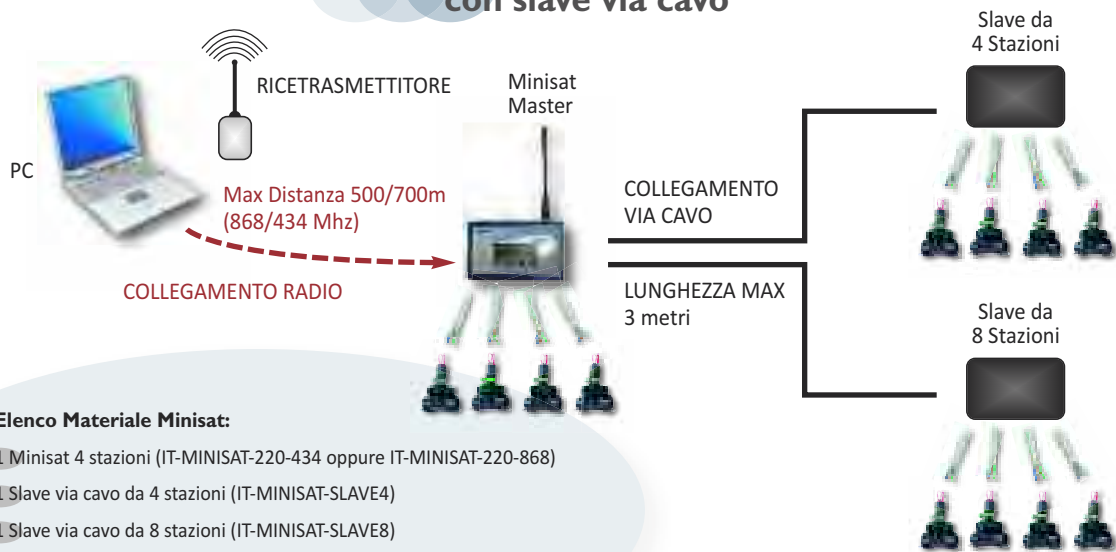 con slave via cavo
Slave da
4 Stazioni
RICETRASMETTITORE
Minisat
Master
PC
Max Distanza 500/700m
(868/434 Mhz)
COLLEGAMENTO
VIA CAVO
COLLEGAMENTO RADIO
LUNGHEZZA MAX
3 metri
Slave da
8 Stazioni
Elenco Materiale Minisat:
1 Minisat 4 stazioni (IT-MINISAT-220-434 oppure IT-MINISAT-220-868)
1 Slave via cavo da 4 stazioni (IT-MINISAT-SLAVE4)
1 Slave via cavo da 8 stazioni (IT-MINISAT-SLAVE8)